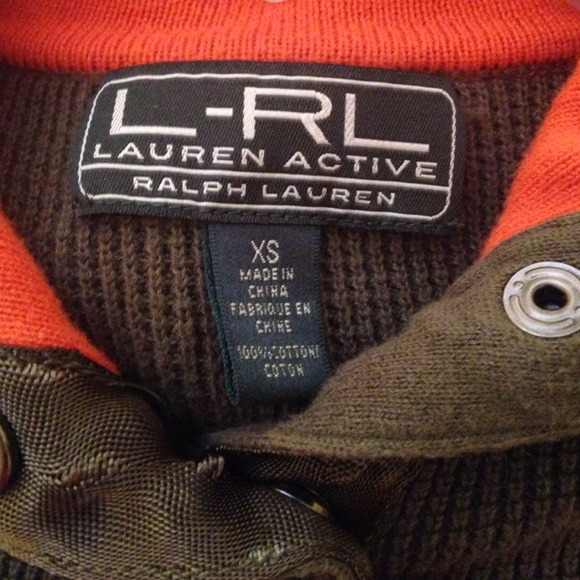 L-RL
LAUREN ACTIVE
RALPH LAUREN
XS
MADE IN
CHINA
FABRIQUE EN
CHINE
100% COTTON/
COTON